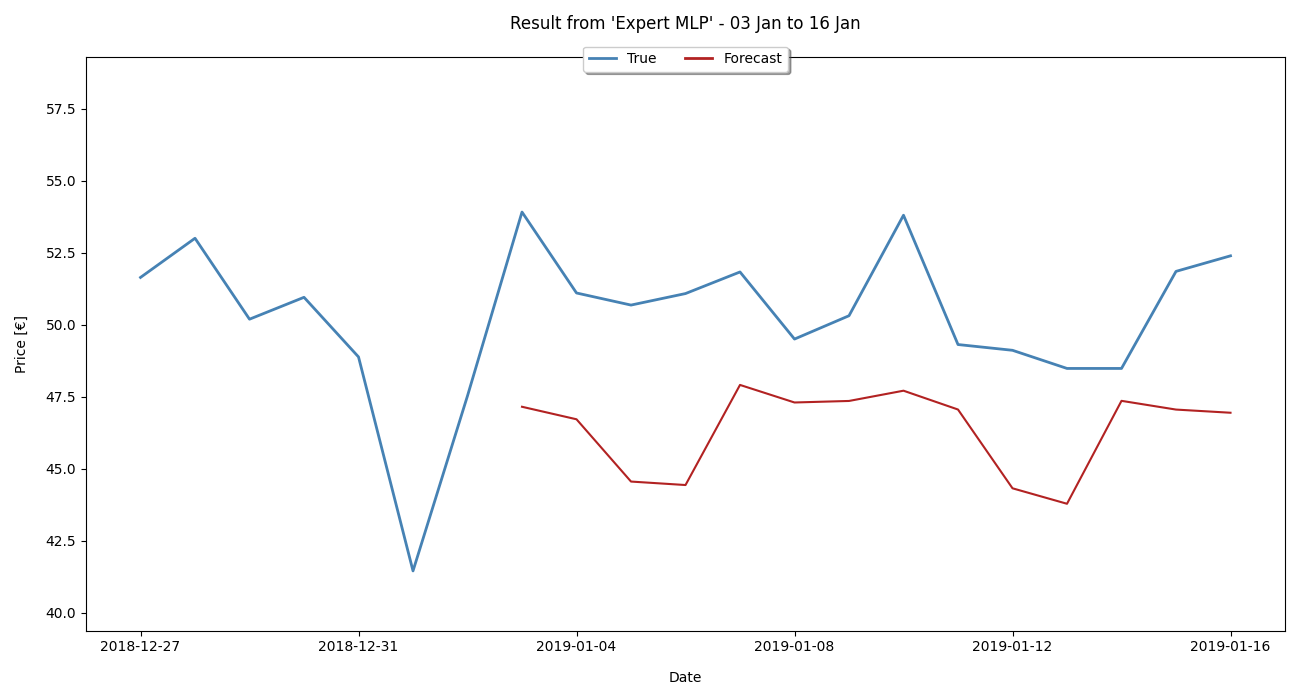 Result from 'Expert MLP' - 03 Jan to 16 Jan
True Forecast
57.5
55.0
52.5
50.0
47.5
45.0
42.5
40.0
Price [€]
2018-12-27 2018-12-31 2019-01-04 2019-01-08 2019-01-12 2019-01-16
Date